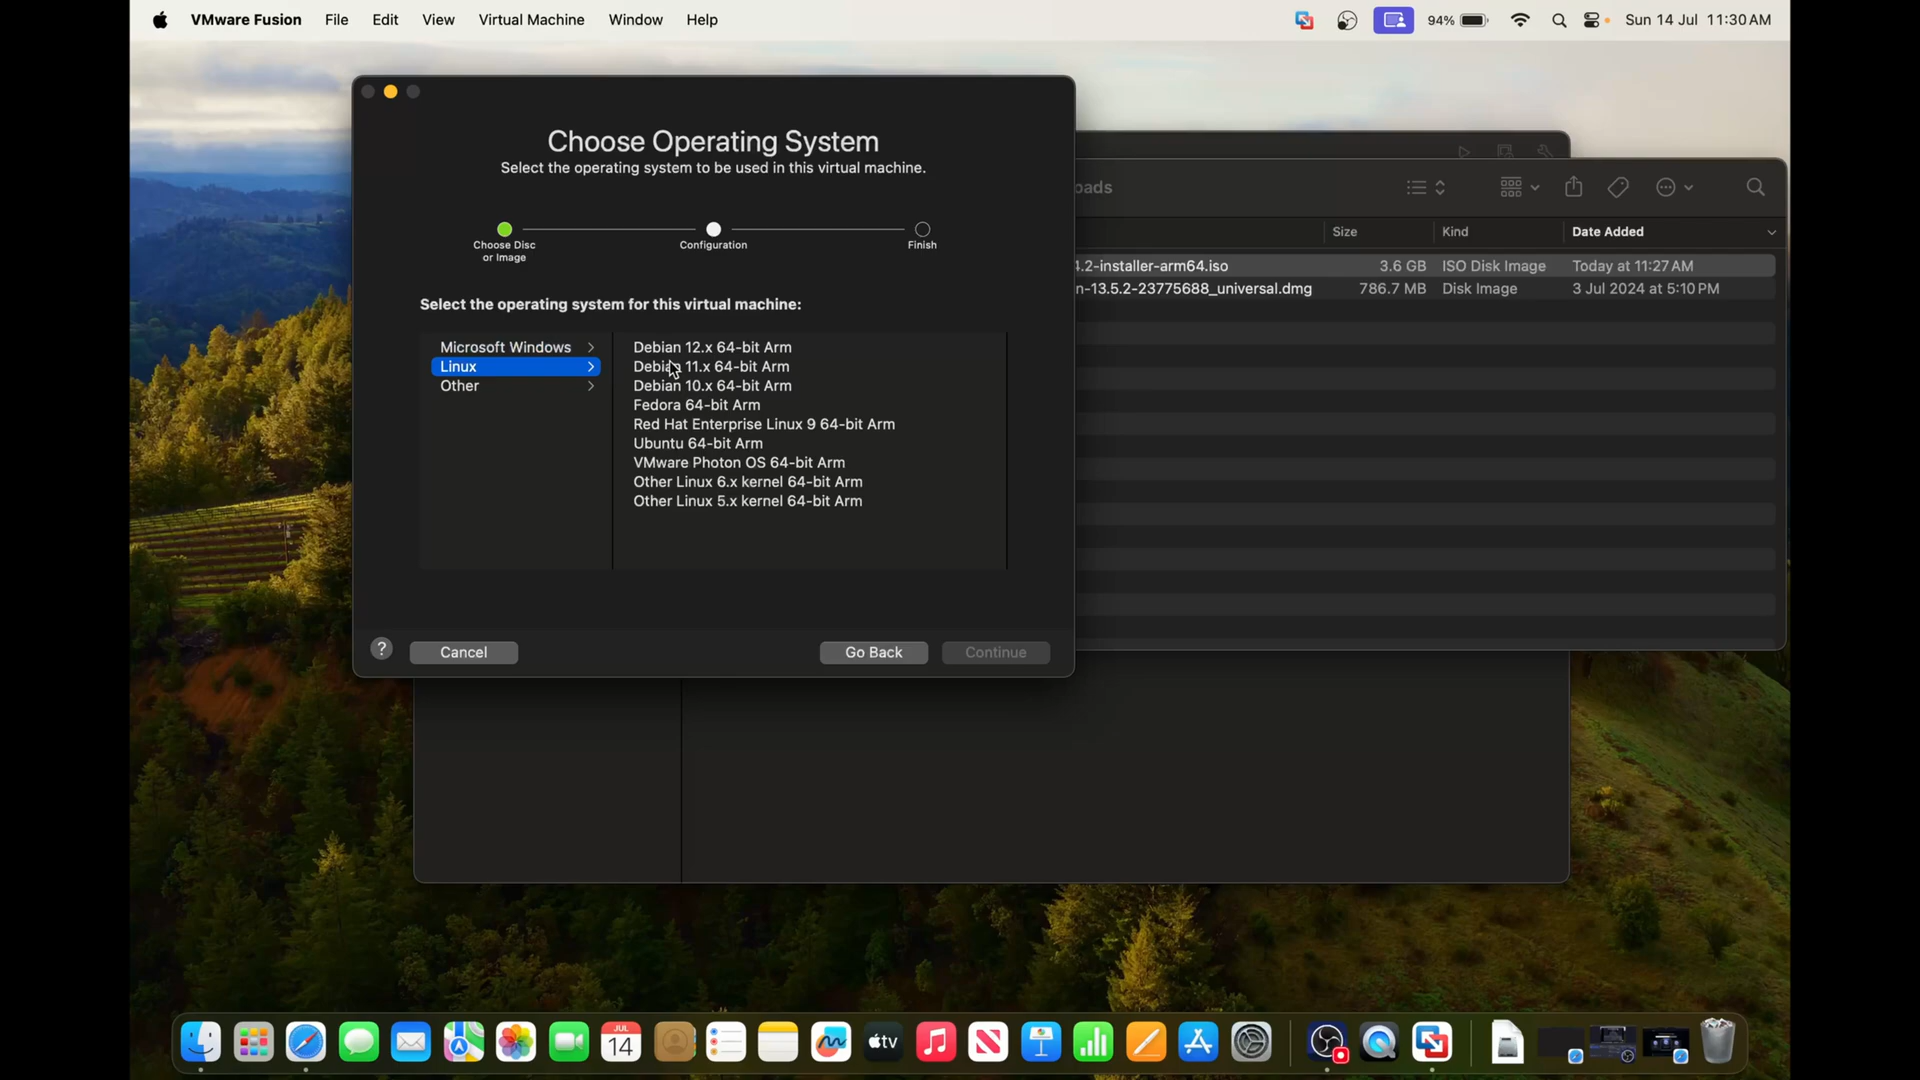 VMware Fusion File Edit View Virtual Machine Window Help 94% Sun 14 Jul 11:30 AM
Choose Operating System
Select the operating system to be used in this virtual machine.
Choose Disc
or Image
Configuration
Finish
Select the operating system for this virtual machine:
Microsoft Windows
Linux
Other
Debian 12.x 64-bit Arm
Debian 11.x 64-bit Arm
Debian 10.x 64-bit Arm
Fedora 64-bit Arm
Red Hat Enterprise Linux 9 64-bit Arm
Ubuntu 64-bit Arm
VMware Photon OS 64-bit Arm
Other Linux 6.x kernel 64-bit Arm
Other Linux 5.x kernel 64-bit Arm
? Cancel Go Back Continue
oads
Size Kind Date Added
4.2-installer-arm64.iso 3.6 GB ISO Disk Image Today at 11:27 AM
n-13.5.2-23775688_universal.dmg 786.7 MB Disk Image 3 Jul 2024 at 5:10 PM
JUL
14
tv